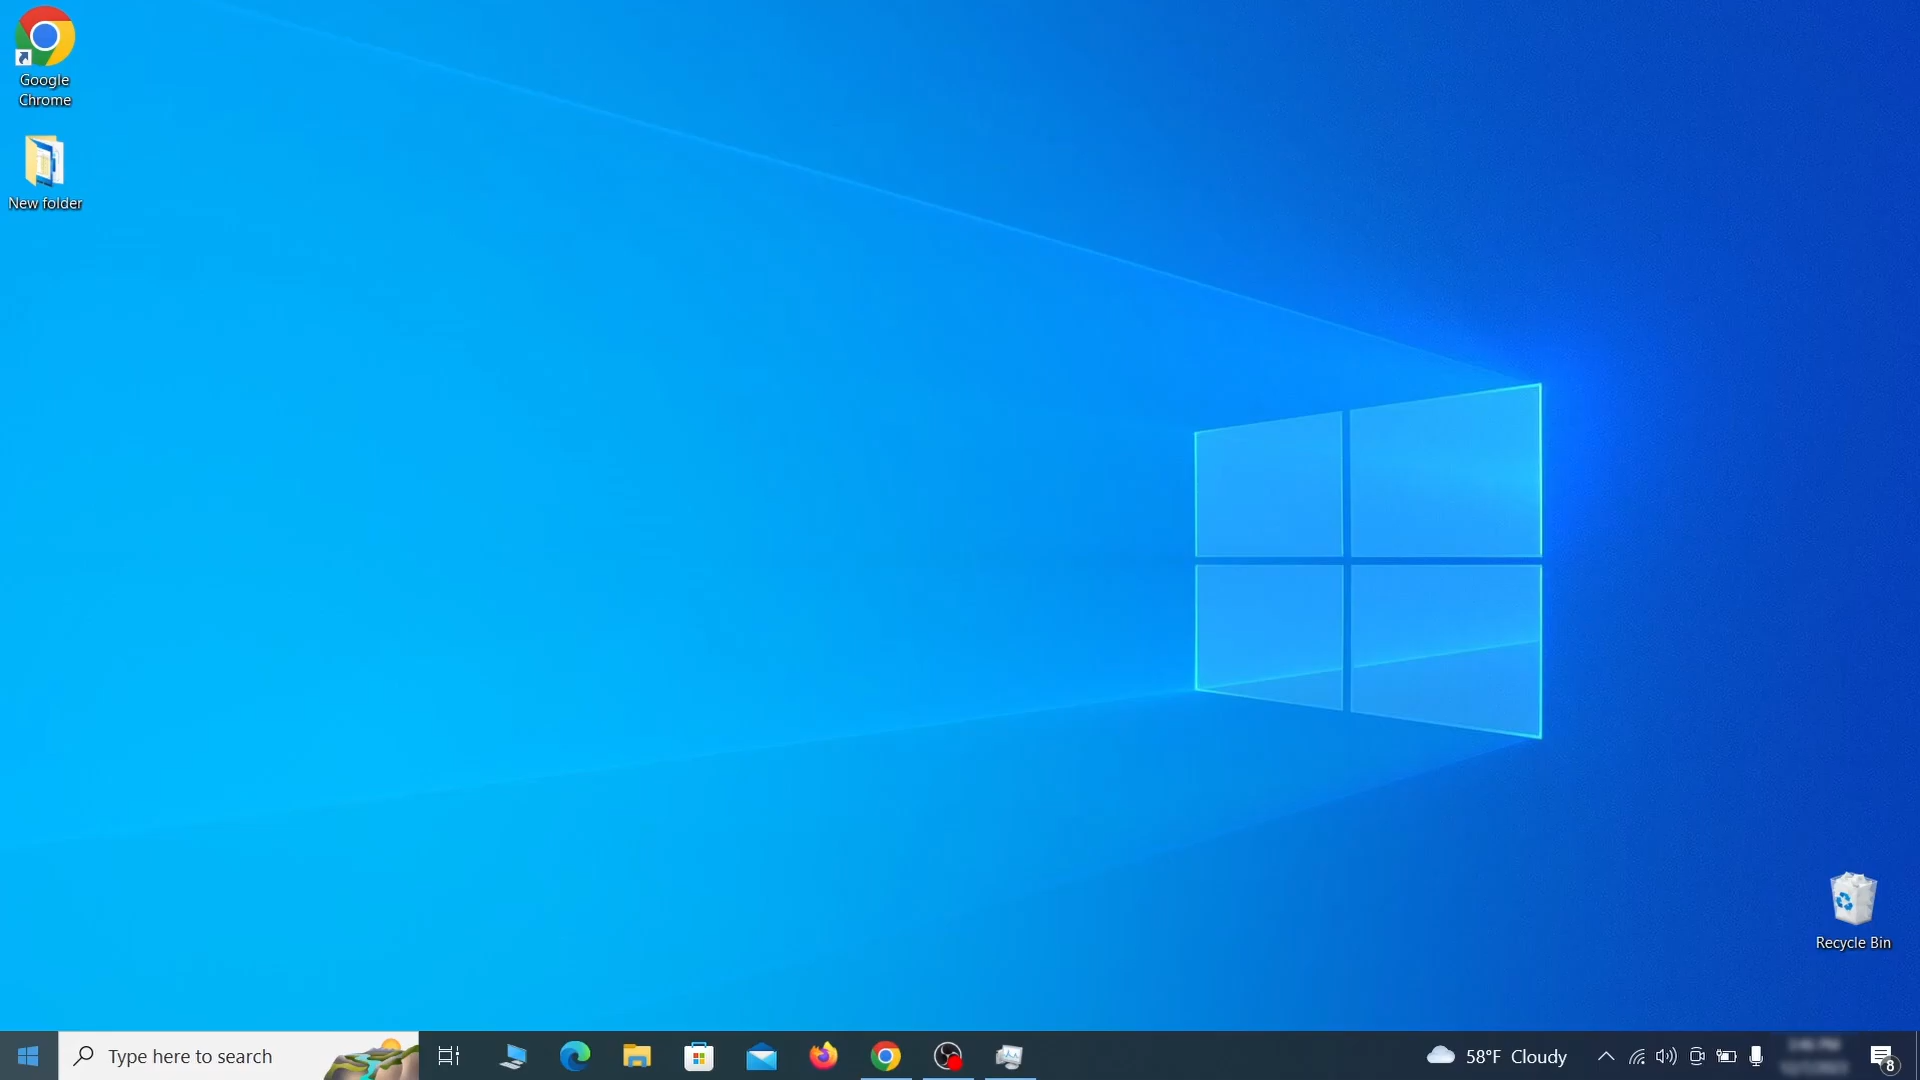 Google
Chrome
New folder
Recycle Bin
Type here to search
58°F Cloudy
8